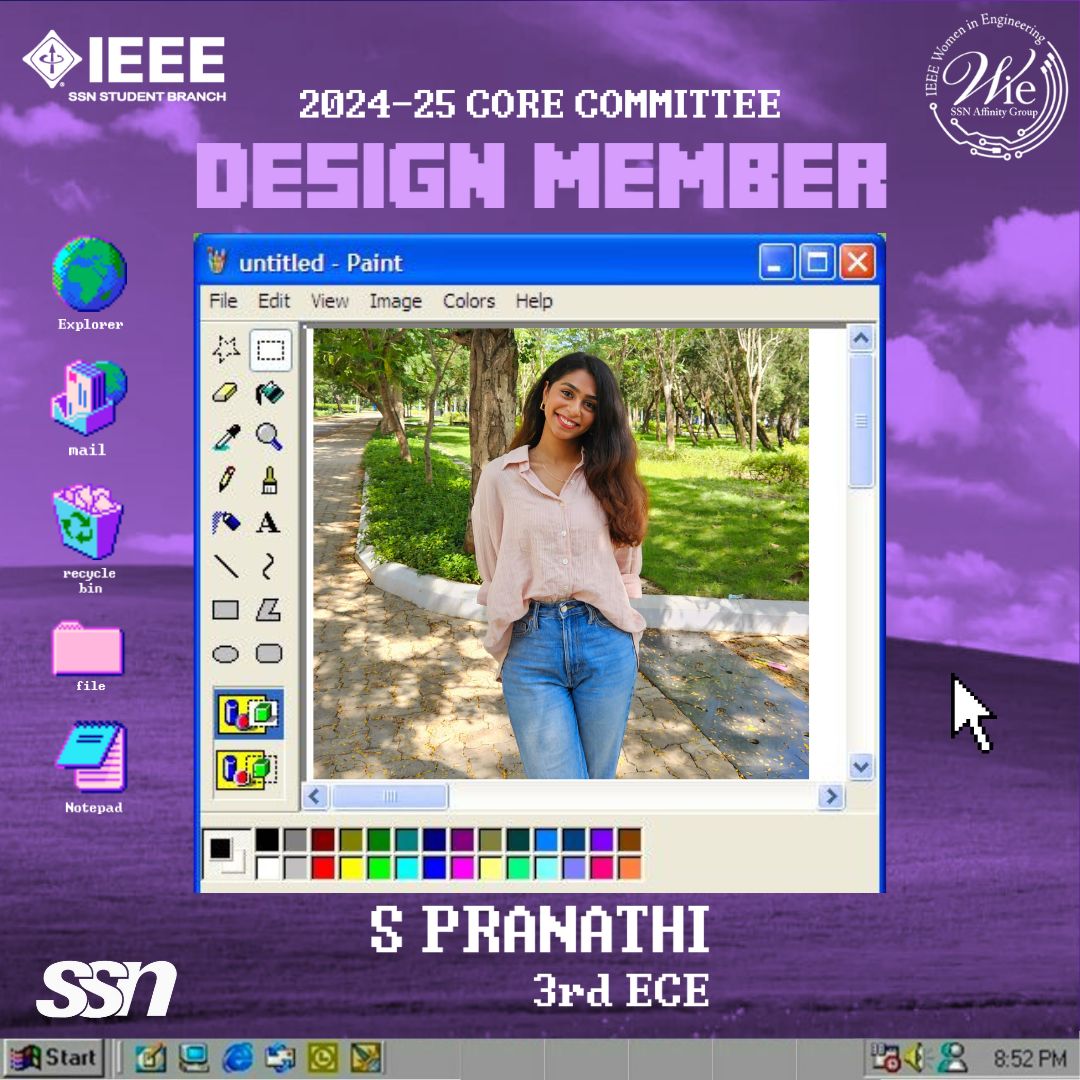 IEEE
SSN STUDENT BRANCH
IEEE Women in Engineering
WiE
SSN Affinity Group
2024-25 CORE COMMITTEE
DESIGN MEMBER
untitled - Paint
File Edit View Image Colors Help
A
Explorer
mail
recycle
bin
file
Notepad
S PRANATHI
3rd ECE
ssn
Start
8:52 PM